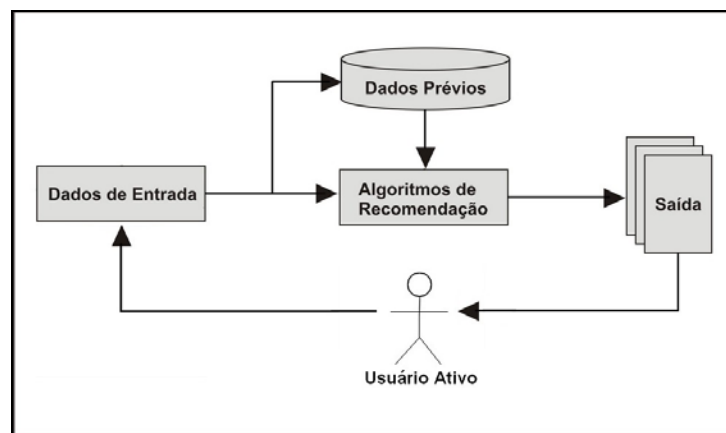 Dados Prévios
Dados de Entrada
Algoritmos de
Recomendação
Saída
Usuário Ativo